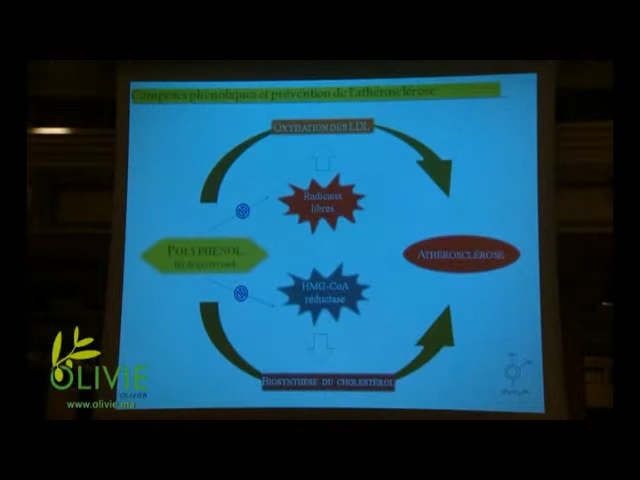 Composés phénoliques et prévention de l'athérosclérose
OXYDATION DES LDL
Radicaux
libres
POLYPHENOL
ATHÉROSCLÉROSE
HMG-CoA
réductase
BIOSYNTHÈSE DU CHOLESTÉROL
OLIVIE
OLIVIER
www.olivie.ma